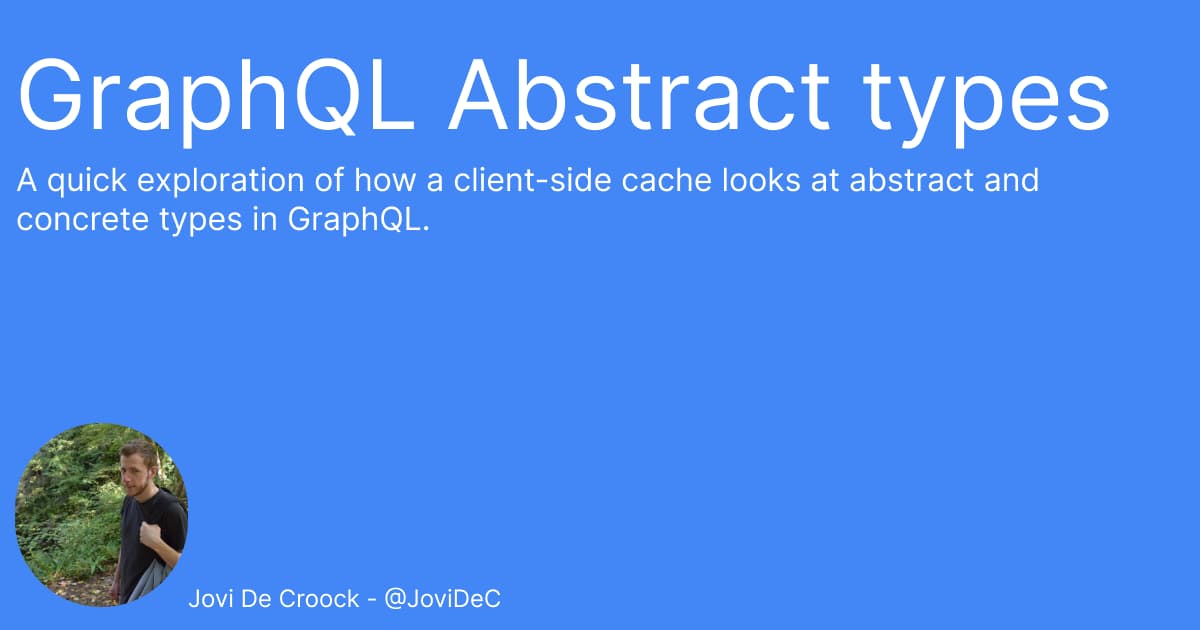 GraphQL Abstract types
A quick exploration of how a client-side cache looks at abstract and
concrete types in GraphQL.
Jovi De Croock - @JoviDeC